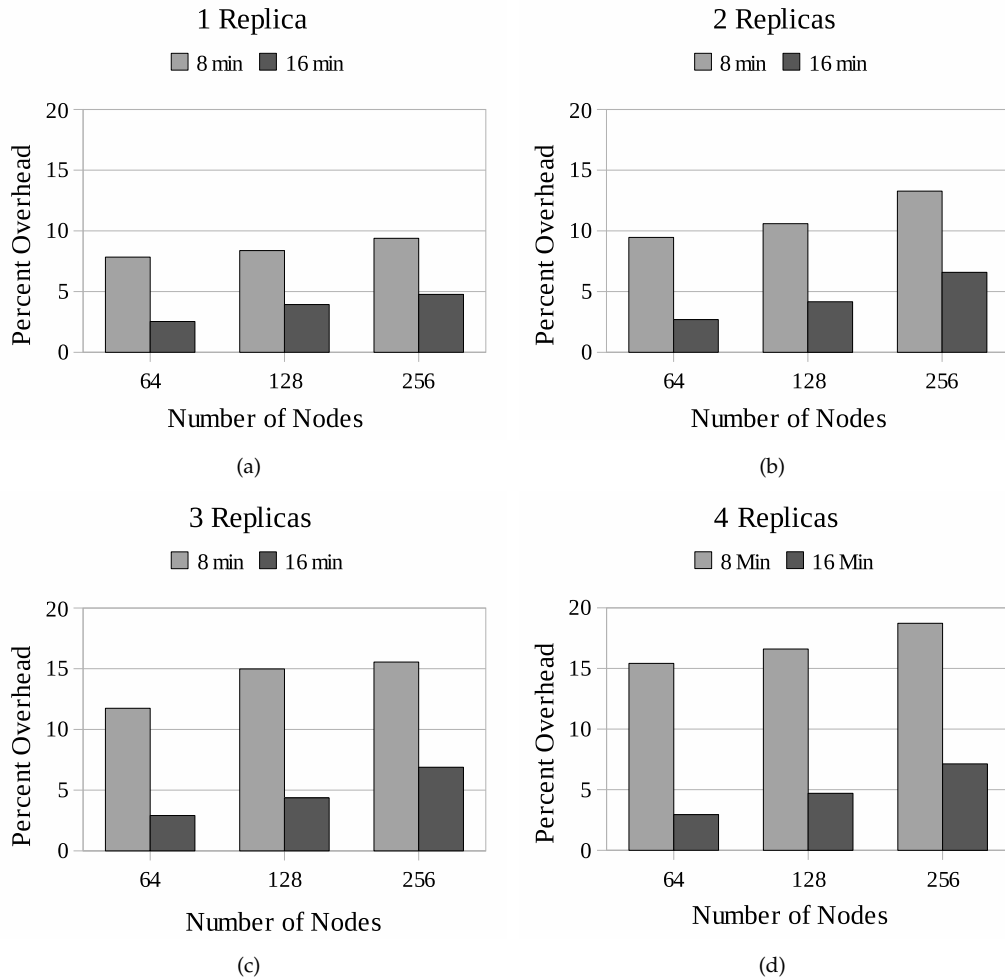 1 Replica
8 min 16 min
20
15
10
5
0
Percent Overhead
64 128 256
Number of Nodes
(a)
2 Replicas
8 min 16 min
20
15
10
5
0
Percent Overhead
64 128 256
Number of Nodes
(b)
3 Replicas
8 min 16 min
20
15
10
5
0
Percent Overhead
64 128 256
Number of Nodes
(c)
4 Replicas
8 Min 16 Min
20
15
10
5
0
Percent Overhead
64 128 256
Number of Nodes
(d)